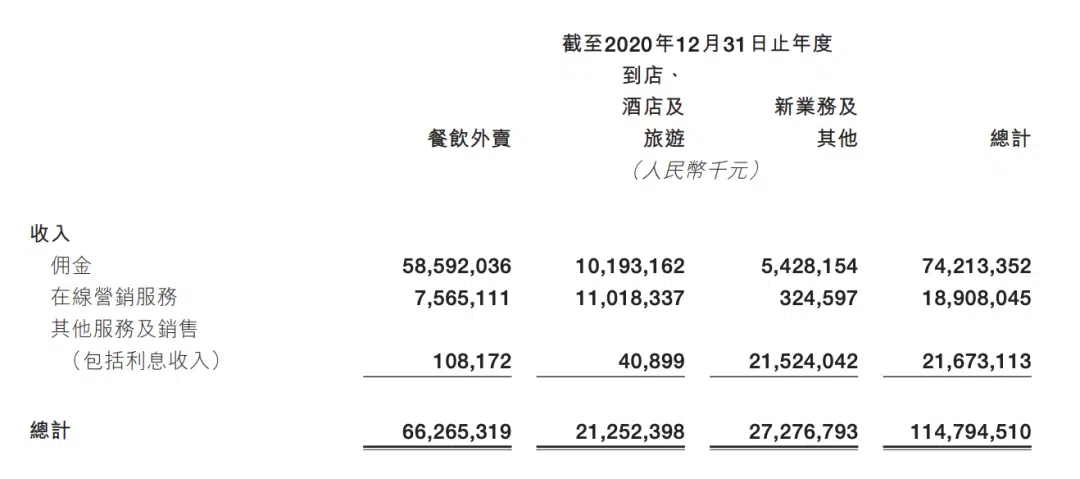 截至2020年12月31日止年度
到店、
酒店及 新業務及
餐飲外賣 旅遊 其他 總計
（人民幣千元）
收入
佣金 58,592,036 10,193,162 5,428,154 74,213,352
在線營銷服務 7,565,111 11,018,337 324,597 18,908,045
其他服務及銷售
（包括利息收入） 108,172 40,899 21,524,042 21,673,113
總計 66,265,319 21,252,398 27,276,793 114,794,510